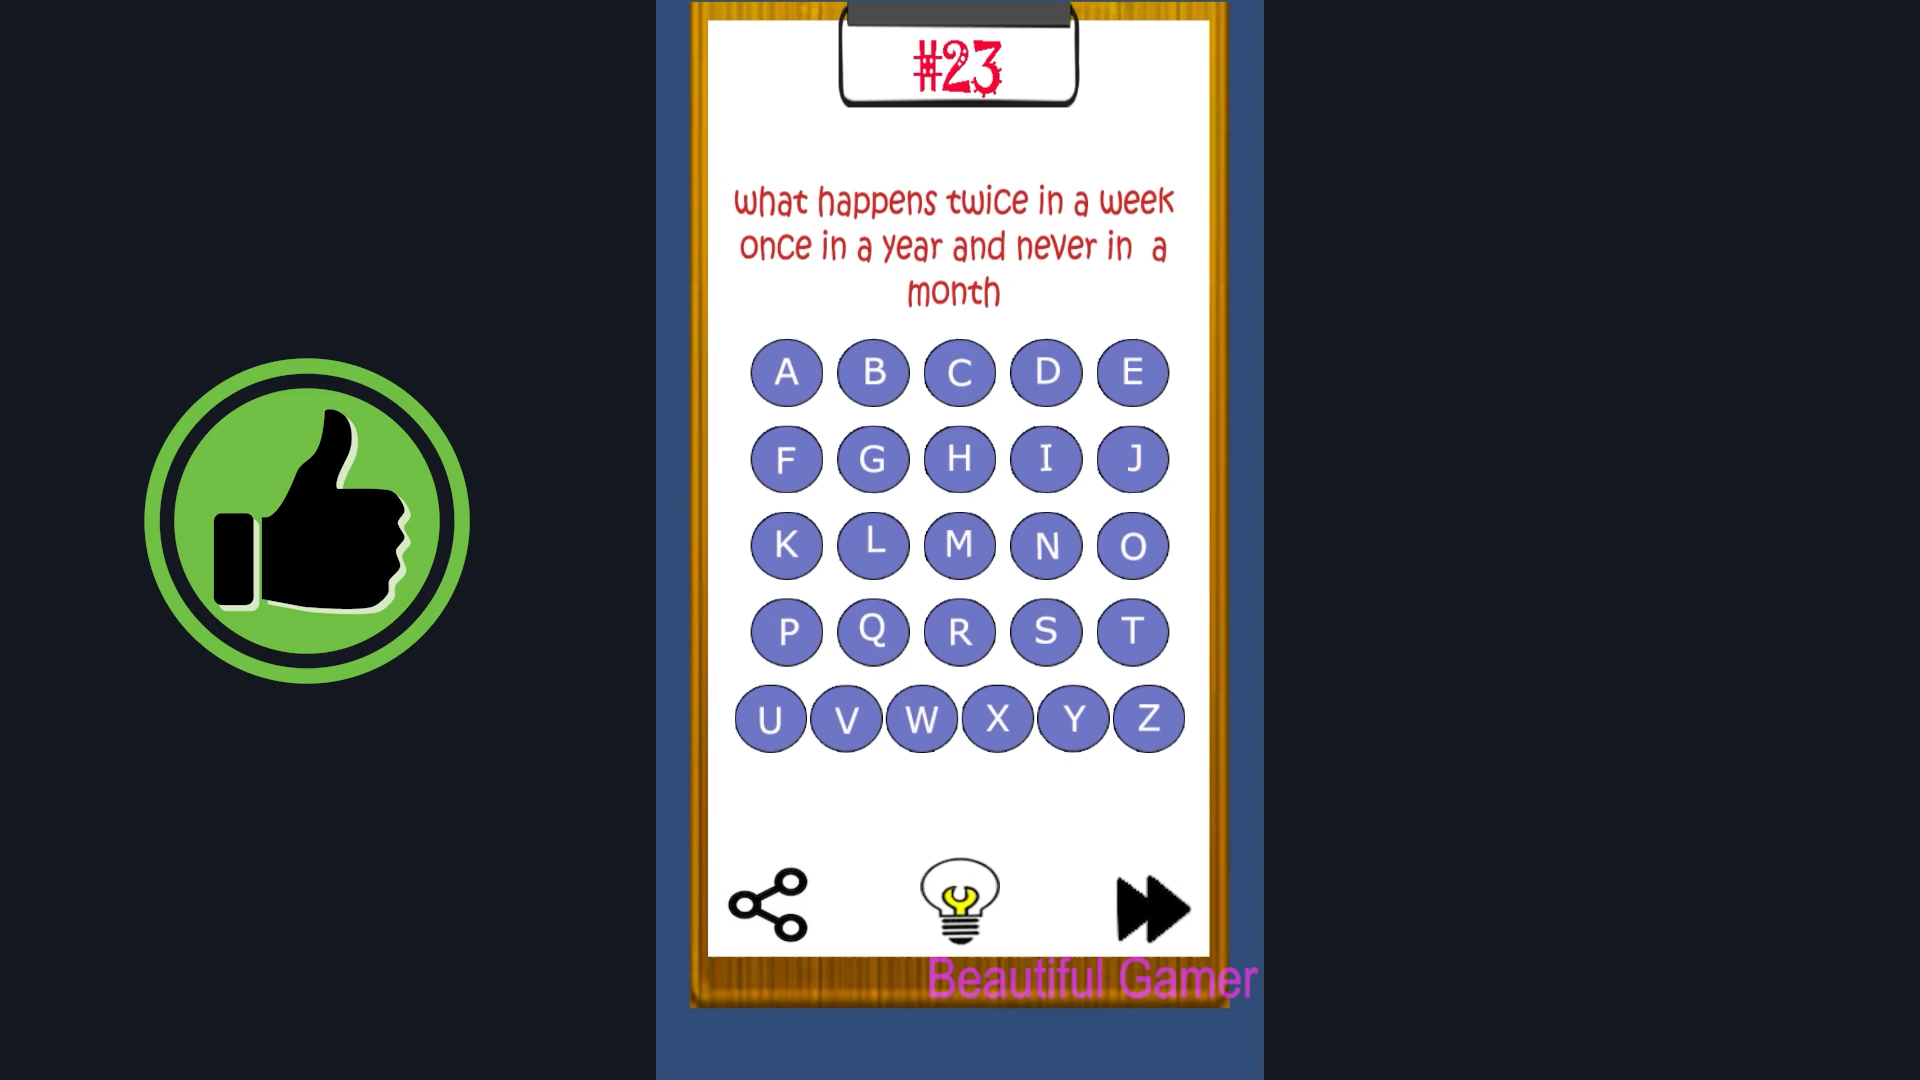 #23
what happens twice in a week
once in a year and never in a
month
A B C D E
F G H I J
K L M N O
P Q R S T
U V W X Y Z
Beautiful Gamer